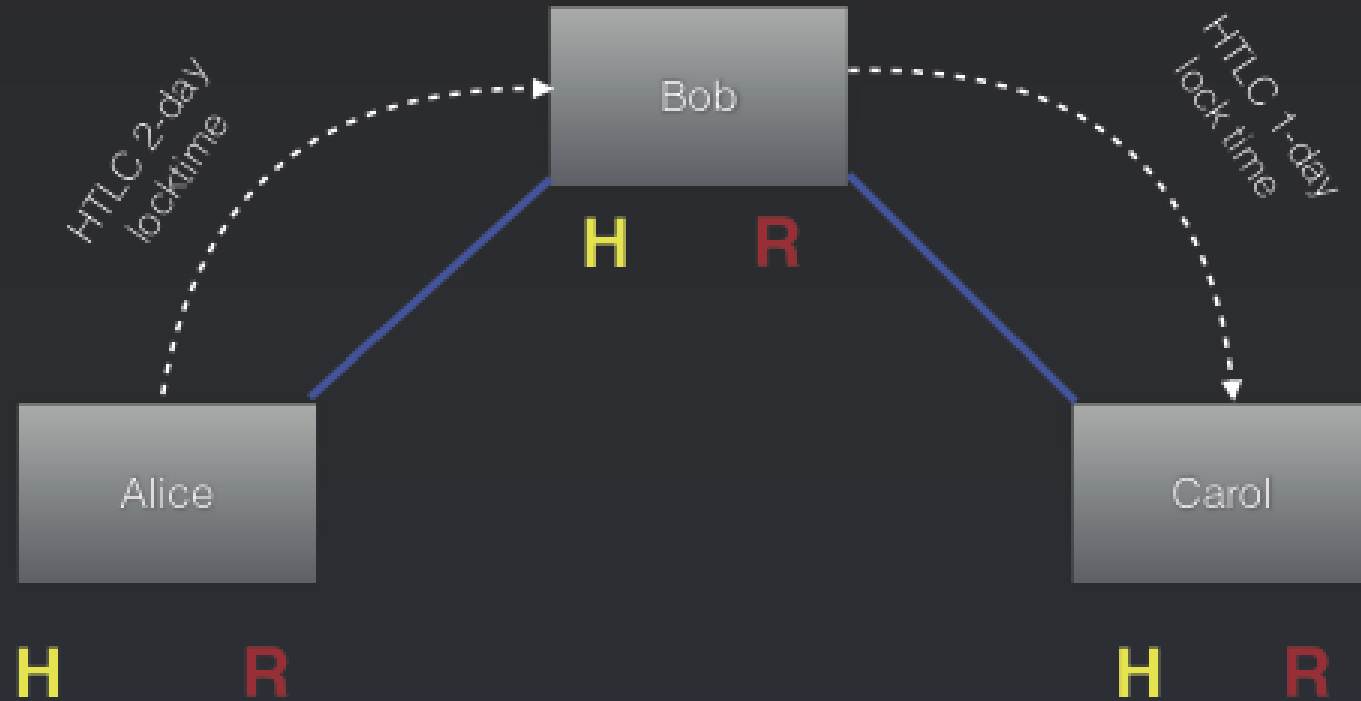 HTLC 2-day
locktime
Bob
HTLC 1-day
lock time
H R
Alice
Carol
H R
H R